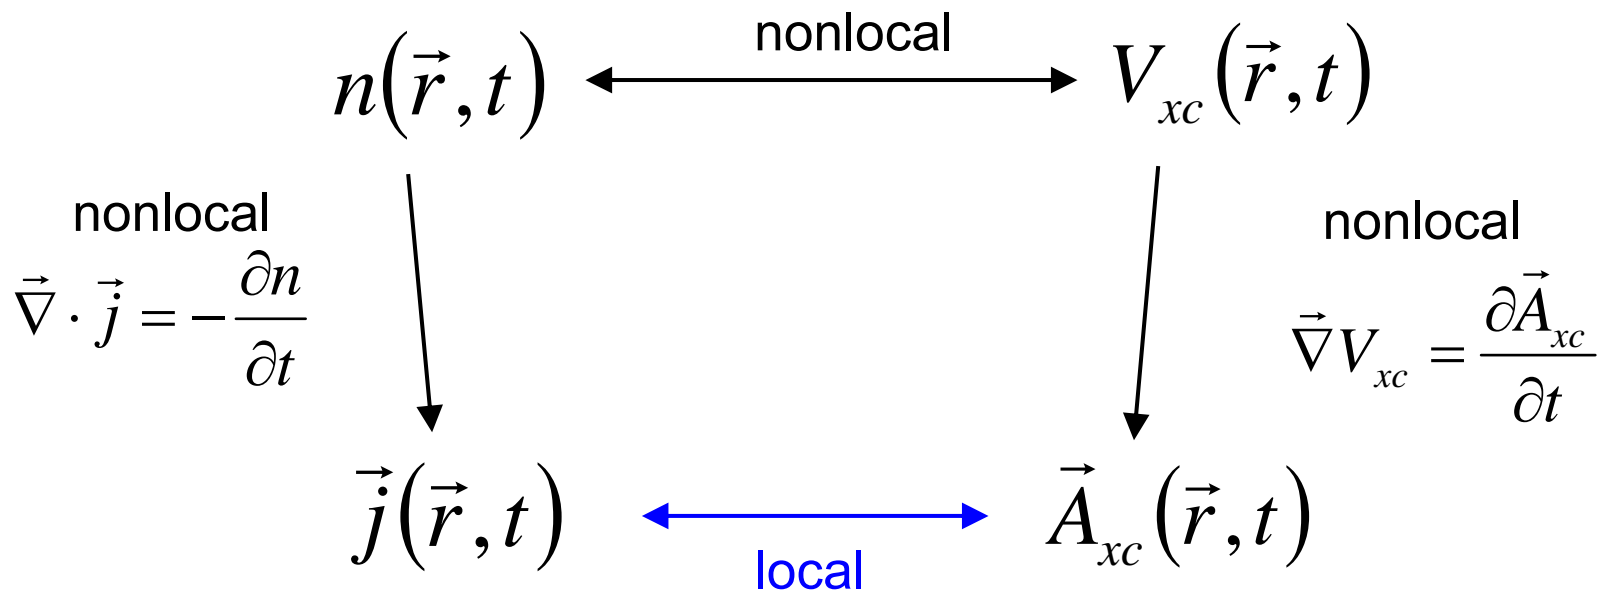 nonlocal
n(r⃗,t) V_xc(r⃗,t)
nonlocal nonlocal
∇⃗ · j⃗ = − ∂n/∂t ∇⃗V_xc = ∂A⃗_xc/∂t
j⃗(r⃗,t) A⃗_xc(r⃗,t)
local